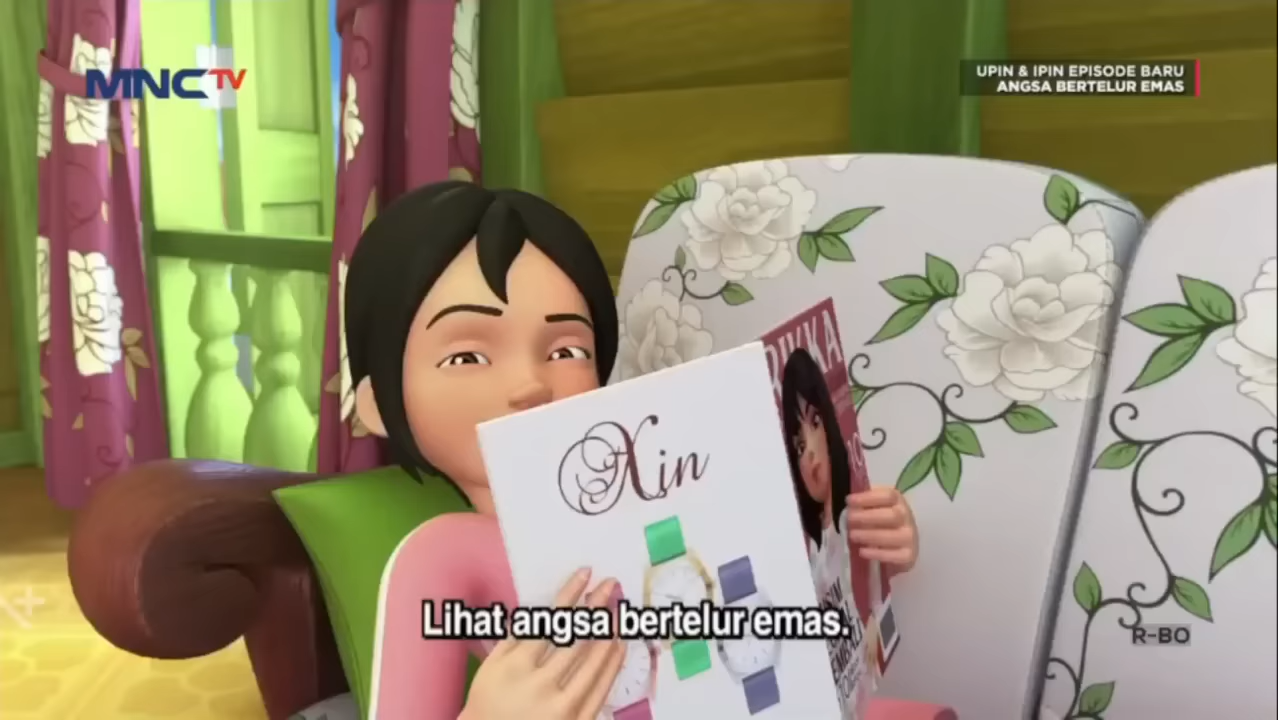 MNCTV
UPIN & IPIN EPISODE BARU
ANGSA BERTELUR EMAS
Xin
Lihat angsa bertelur emas.
R-BO